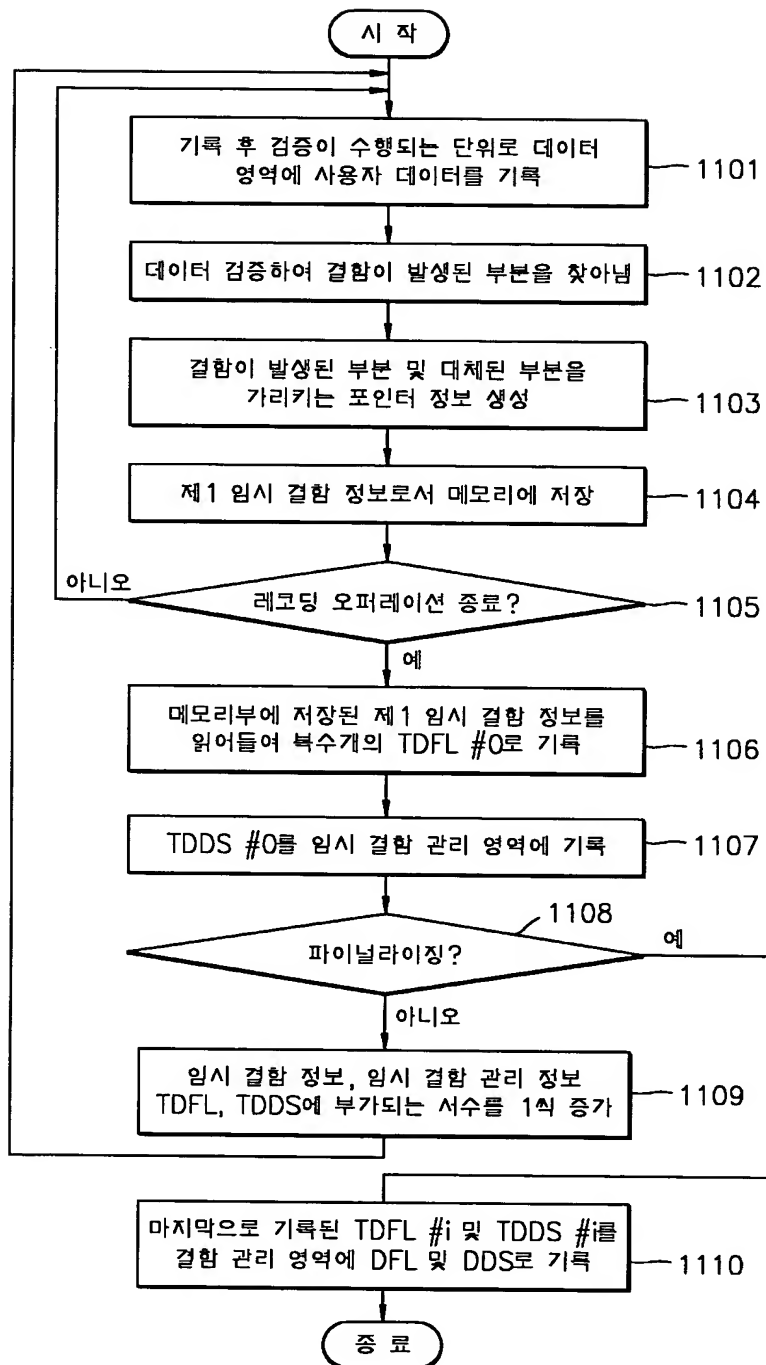 시 작
기록 후 검증이 수행되는 단위로 데이터
영역에 사용자 데이터를 기록
1101
데이터 검증하여 결함이 발생된 부분을 찾아냄
1102
결함이 발생된 부분 및 대체된 부분을
가리키는 포인터 정보 생성
1103
제1 임시 결함 정보로서 메모리에 저장
1104
아니오
레코딩 오퍼레이션 종료?
1105
예
메모리부에 저장된 제1 임시 결함 정보를
읽어들여 복수개의 TDFL #0로 기록
1106
TDDS #0를 임시 결함 관리 영역에 기록
1107
1108
파이널라이징?
예
아니오
임시 결함 정보, 임시 결함 관리 정보
TDFL, TDDS에 부가되는 서수를 1씩 증가
1109
마지막으로 기록된 TDFL #i 및 TDDS #i를
결함 관리 영역에 DFL 및 DDS로 기록
1110
종 료